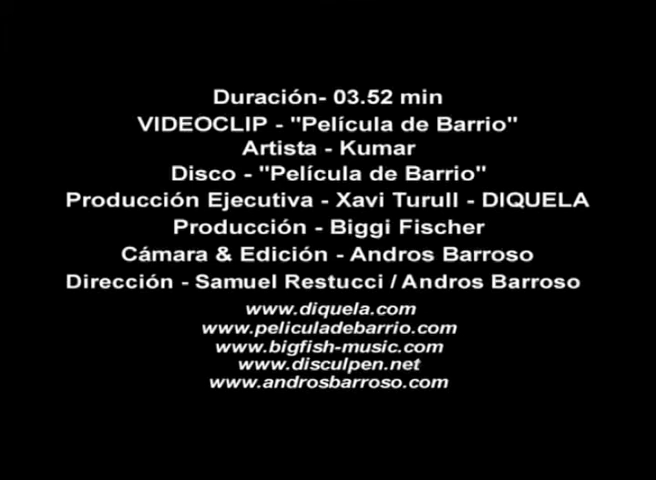 Duración- 03.52 min
VIDEOCLIP - "Película de Barrio"
Artista - Kumar
Disco - "Película de Barrio"
Producción Ejecutiva - Xavi Turull - DIQUELA
Producción - Biggi Fischer
Cámara & Edición - Andros Barroso
Dirección - Samuel Restucci / Andros Barroso
www.diquela.com
www.peliculadebarrio.com
www.bigfish-music.com
www.disculpen.net
www.androsbarroso.com